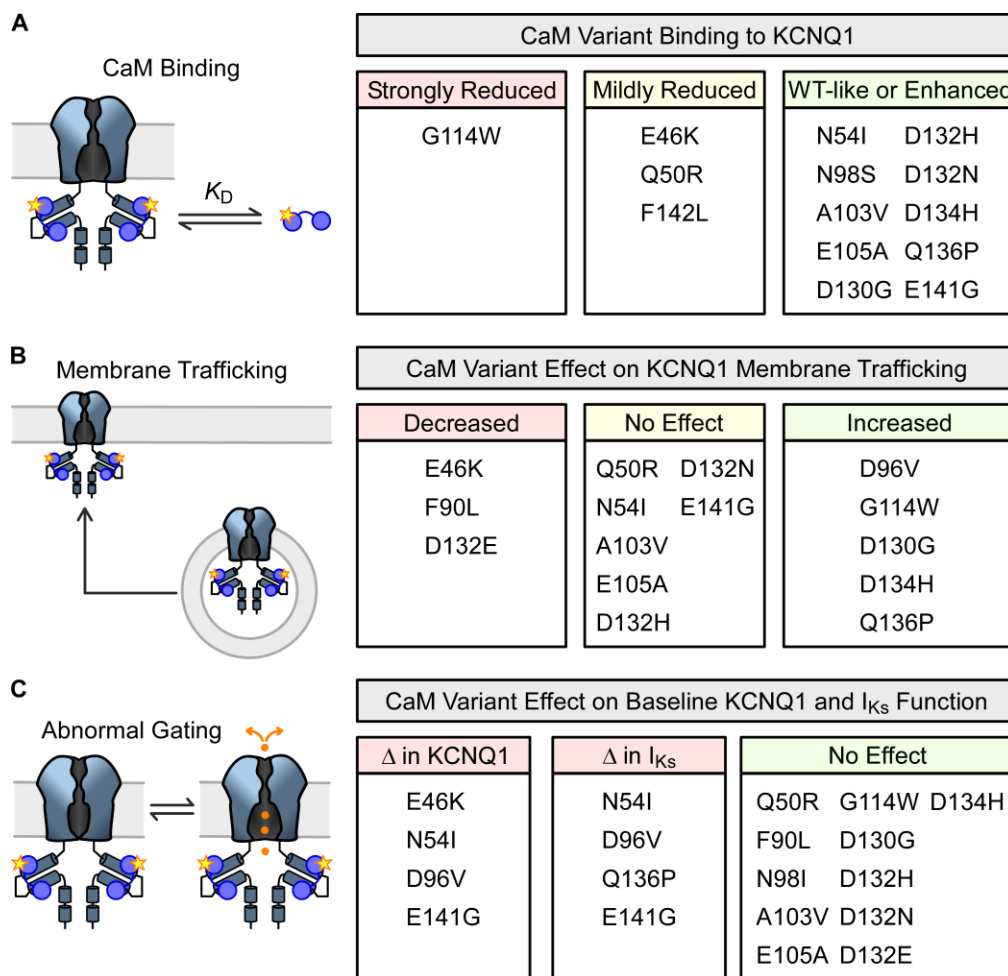 A
CaM Binding
K_D
CaM Variant Binding to KCNQ1
Strongly Reduced
G114W
Mildly Reduced
E46K
Q50R
F142L
WT-like or Enhanced
N54I D132H
N98S D132N
A103V D134H
E105A Q136P
D130G E141G
B
Membrane Trafficking
CaM Variant Effect on KCNQ1 Membrane Trafficking
Decreased
E46K
F90L
D132E
No Effect
Q50R D132N
N54I E141G
A103V
E105A
D132H
Increased
D96V
G114W
D130G
D134H
Q136P
C
Abnormal Gating
CaM Variant Effect on Baseline KCNQ1 and I_Ks Function
Δ in KCNQ1
E46K
N54I
D96V
E141G
Δ in I_Ks
N54I
D96V
Q136P
E141G
No Effect
Q50R G114W D134H
F90L D130G
N98I D132H
A103V D132N
E105A D132E